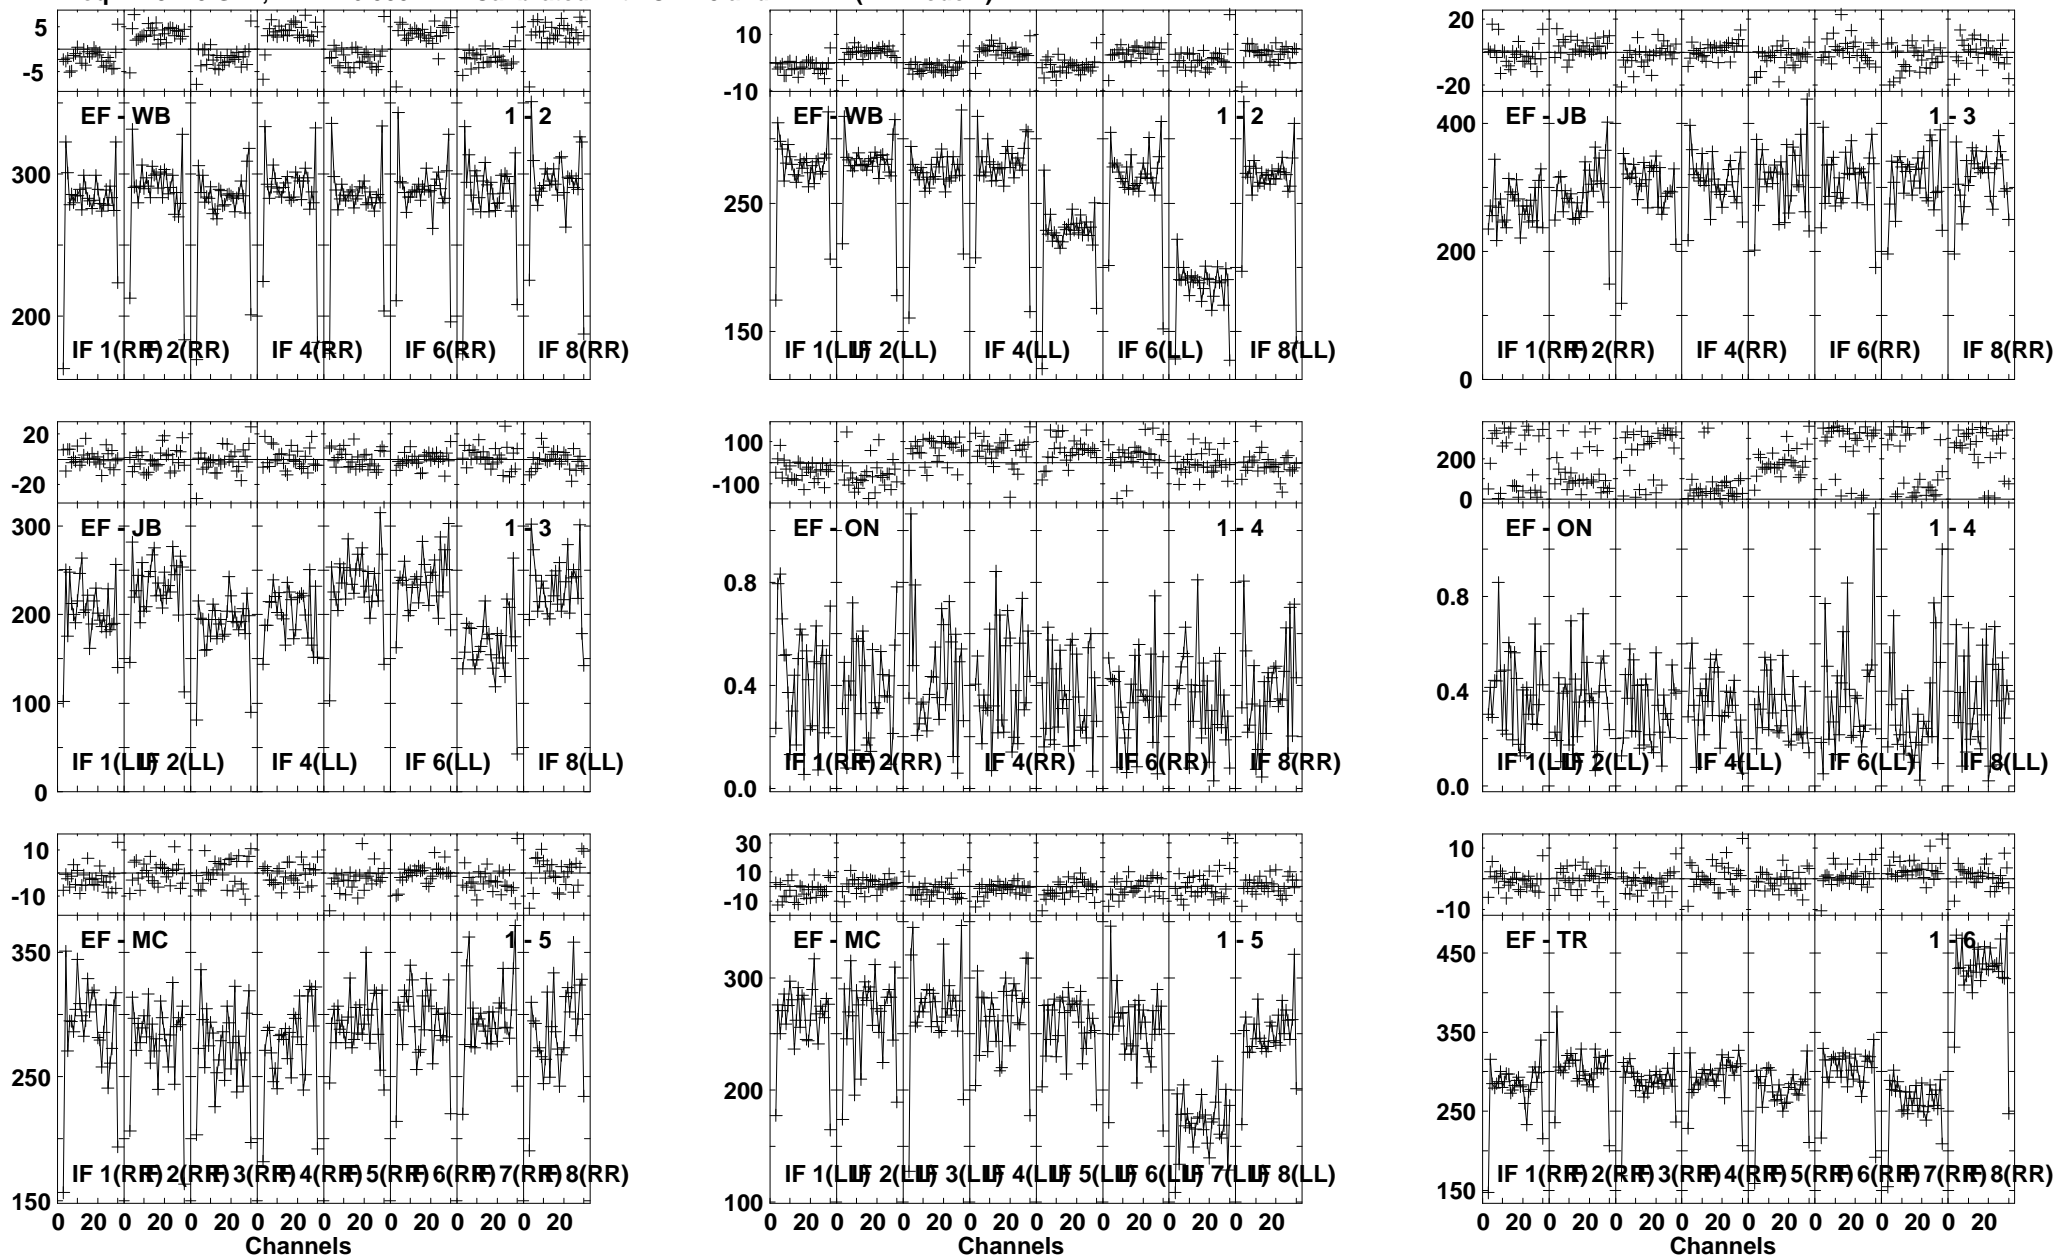 5
-5
EF - WB 1 - 2
300
200
IF 1(RR) IF 2(RR) IF 4(RR) IF 6(RR) IF 8(RR)
10
-10
EF - WB 1 - 2
250
150
IF 1(LL) IF 2(LL) IF 4(LL) IF 6(LL) IF 8(LL)
20
-20
EF - JB 1 - 3
400
200
0
IF 1(RR) IF 2(RR) IF 4(RR) IF 6(RR) IF 8(RR)
20
-20
300
EF - JB 1 - 3
200
100
IF 1(LL) IF 2(LL) IF 4(LL) IF 6(LL) IF 8(LL)
0
100
-100
EF - ON 1 - 4
0.8
0.4
IF 1(RR) IF 2(RR) IF 4(RR) IF 6(RR) IF 8(RR)
0.0
200
0
EF - ON 1 - 4
0.8
0.4
IF 1(LL) IF 2(LL) IF 4(LL) IF 6(LL) IF 8(LL)
0.0
10
-10
EF - MC 1 - 5
350
250
IF 1(RR) IF 2(RR) IF 3(RR) IF 4(RR) IF 5(RR) IF 6(RR) IF 7(RR) IF 8(RR)
150
0 20 0 20 0 20 0 20 0 20 0 20 0 20 0 20
Channels
30
10
-10
EF - MC 1 - 5
300
200
IF 1(LL) IF 2(LL) IF 3(LL) IF 4(LL) IF 5(LL) IF 6(LL) IF 7(LL) IF 8(LL)
100
0 20 0 20 0 20 0 20 0 20 0 20 0 20 0 20
Channels
10
-10
EF - TR 1 - 6
450
350
250
IF 1(RR) IF 2(RR) IF 3(RR) IF 4(RR) IF 5(RR) IF 6(RR) IF 7(RR) IF 8(RR)
150
0 20 0 20 0 20 0 20 0 20 0 20 0 20 0 20
Channels